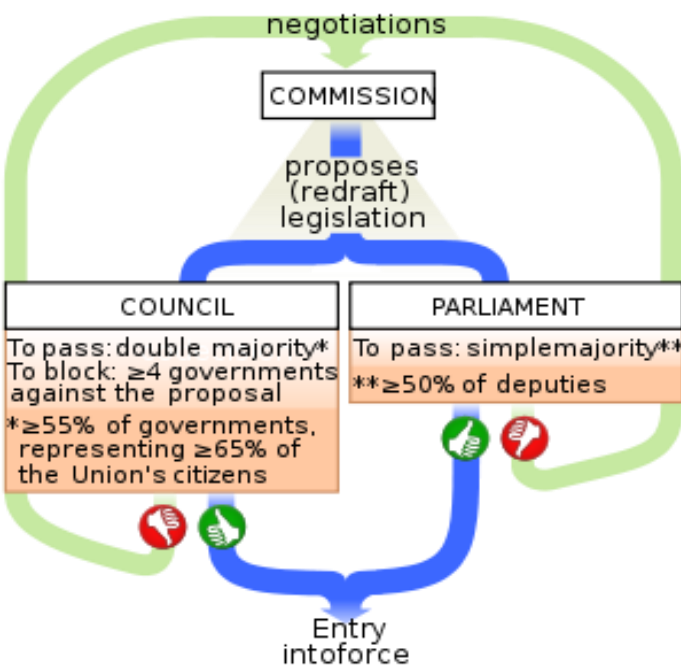 negotiations
COMMISSION
proposes
(redraft)
legislation
COUNCIL
To pass: double majority*
To block: ≥4 governments
against the proposal
*≥55% of governments,
representing ≥65% of
the Union's citizens
PARLIAMENT
To pass: simplemajority**
**≥50% of deputies
Entry
intoforce